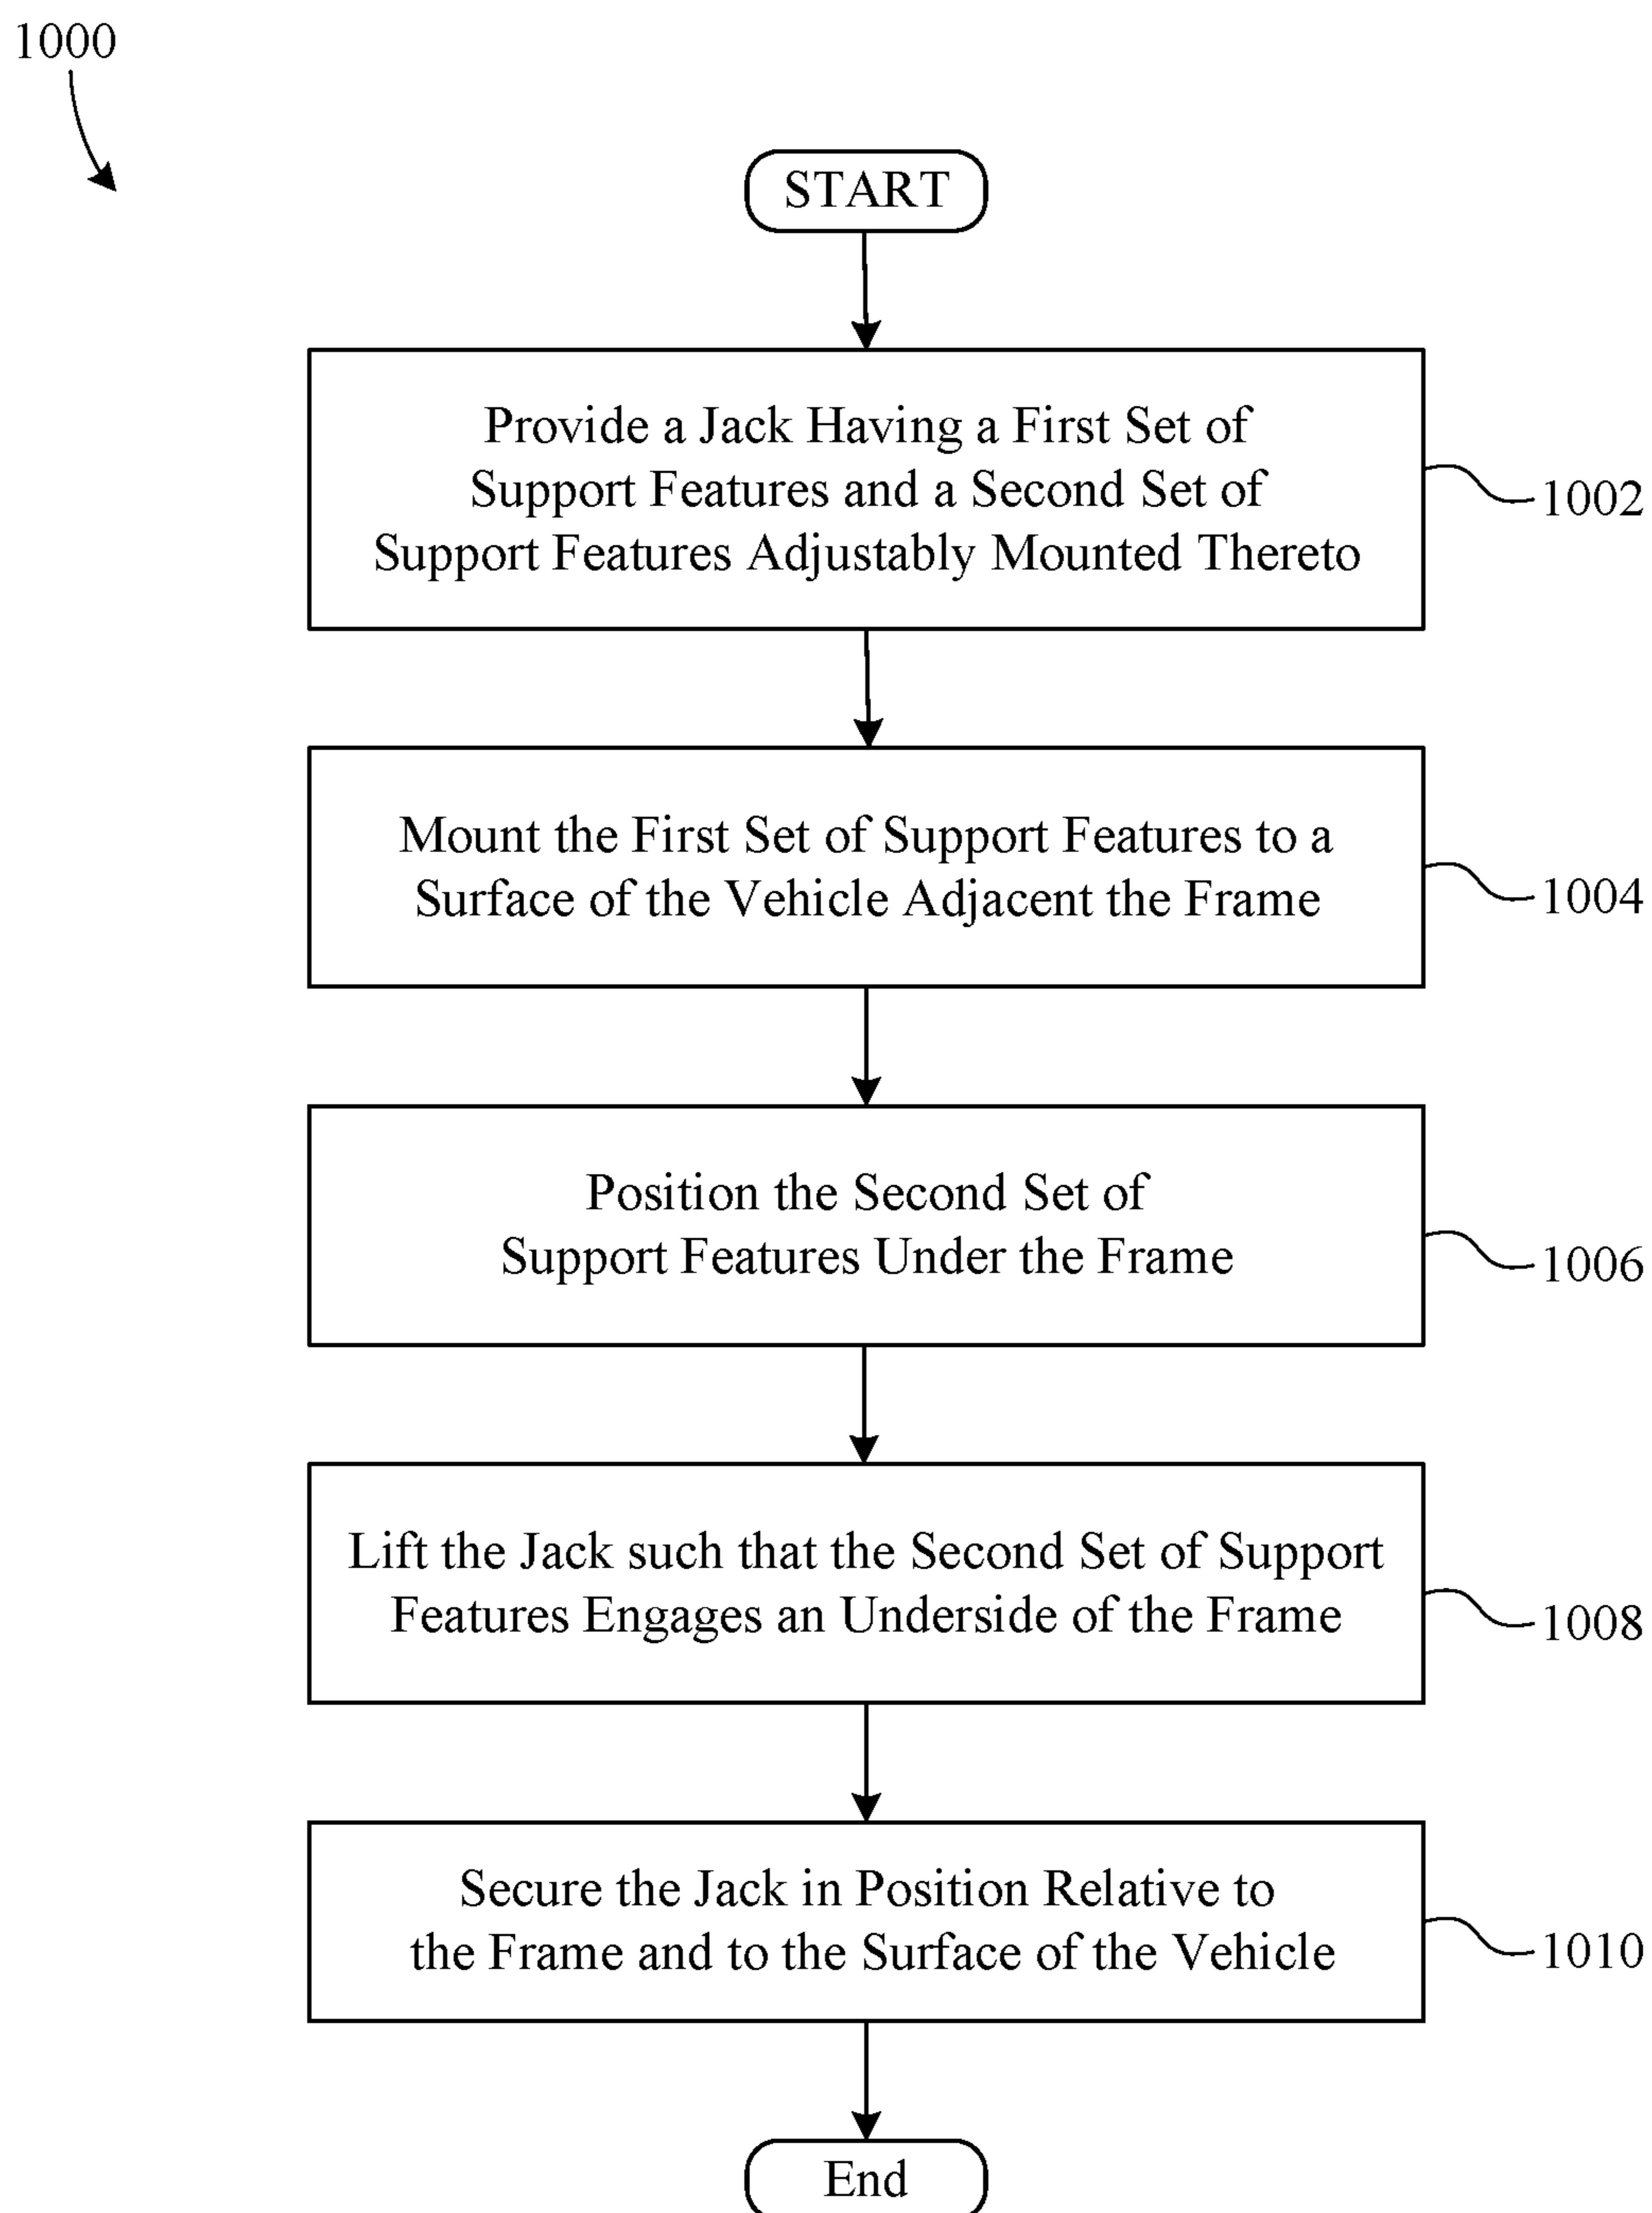 1000
START
Provide a Jack Having a First Set of
Support Features and a Second Set of
Support Features Adjustably Mounted Thereto
1002
Mount the First Set of Support Features to a
Surface of the Vehicle Adjacent the Frame
1004
Position the Second Set of
Support Features Under the Frame
1006
Lift the Jack such that the Second Set of Support
Features Engages an Underside of the Frame
1008
Secure the Jack in Position Relative to
the Frame and to the Surface of the Vehicle
1010
End